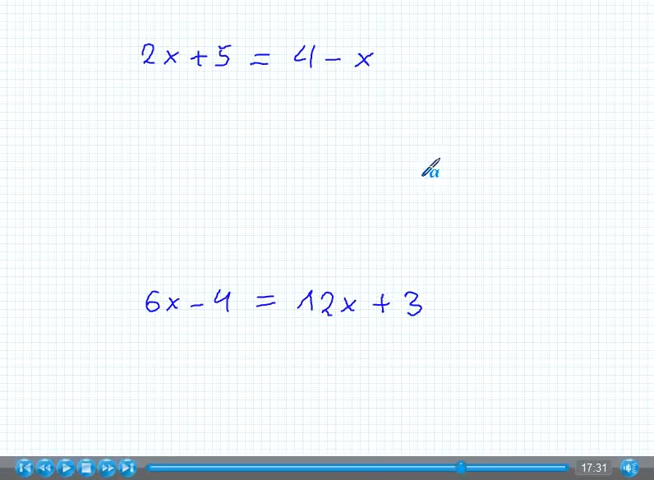 2x + 5 = 4 - x
a
6x - 4 = 12x + 3
17:31